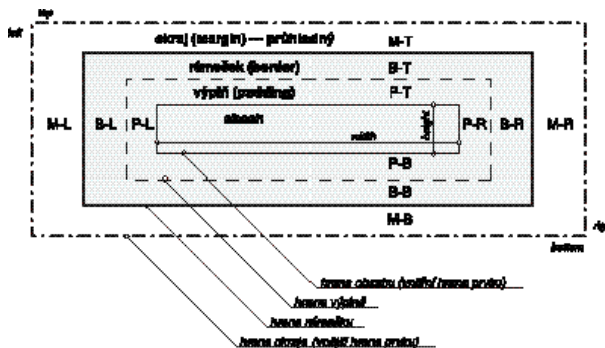 top
left
okraj (margin) — průhledný
M-T
rámeček (border)
B-T
výplň (padding)
P-T
obsah
height
width
M-L
B-L
P-L
P-R
B-R
M-R
P-B
B-B
M-B
bottom
hrana obsahu (vnitřní hrana prvku)
hrana výplně
hrana rámečku
hrana okraje (vnější hrana prvku)